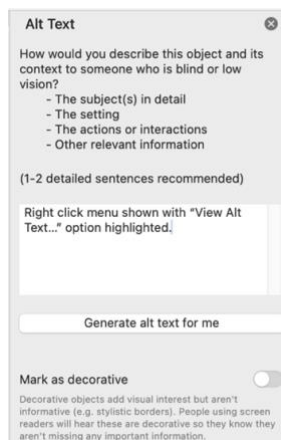 Alt Text
How would you describe this object and its
context to someone who is blind or low
vision?
- The subject(s) in detail
- The setting
- The actions or interactions
- Other relevant information
(1-2 detailed sentences recommended)
Right click menu shown with "View Alt
Text..." option highlighted.
Generate alt text for me
Mark as decorative
Decorative objects add visual interest but aren't
informative (e.g. stylistic borders). People using screen
readers will hear these are decorative so they know they
aren't missing any important information.